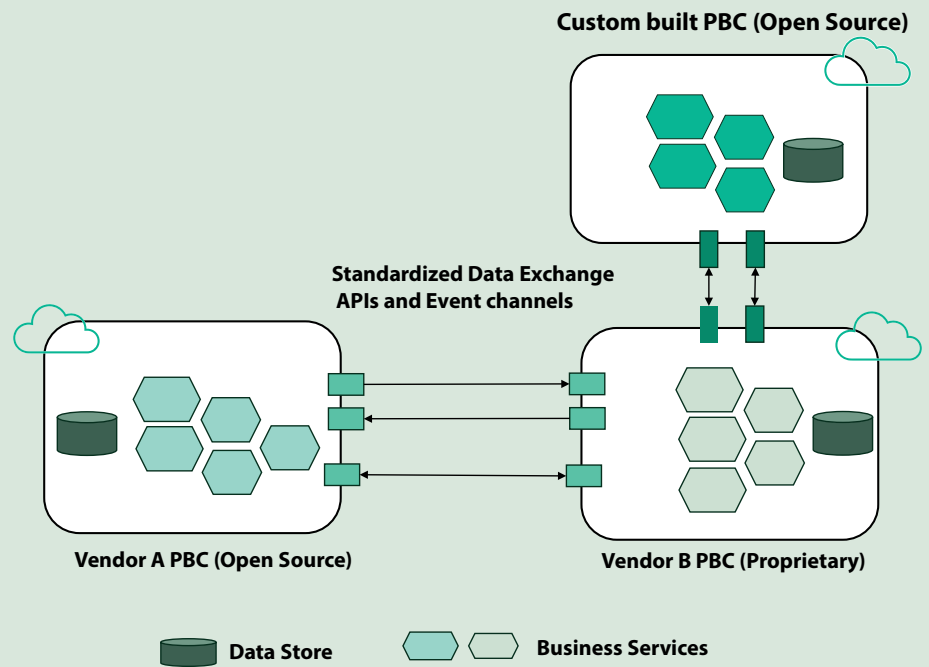 Custom built PBC (Open Source)
Standardized Data Exchange
APIs and Event channels
Vendor A PBC (Open Source)
Vendor B PBC (Proprietary)
Data Store
Business Services